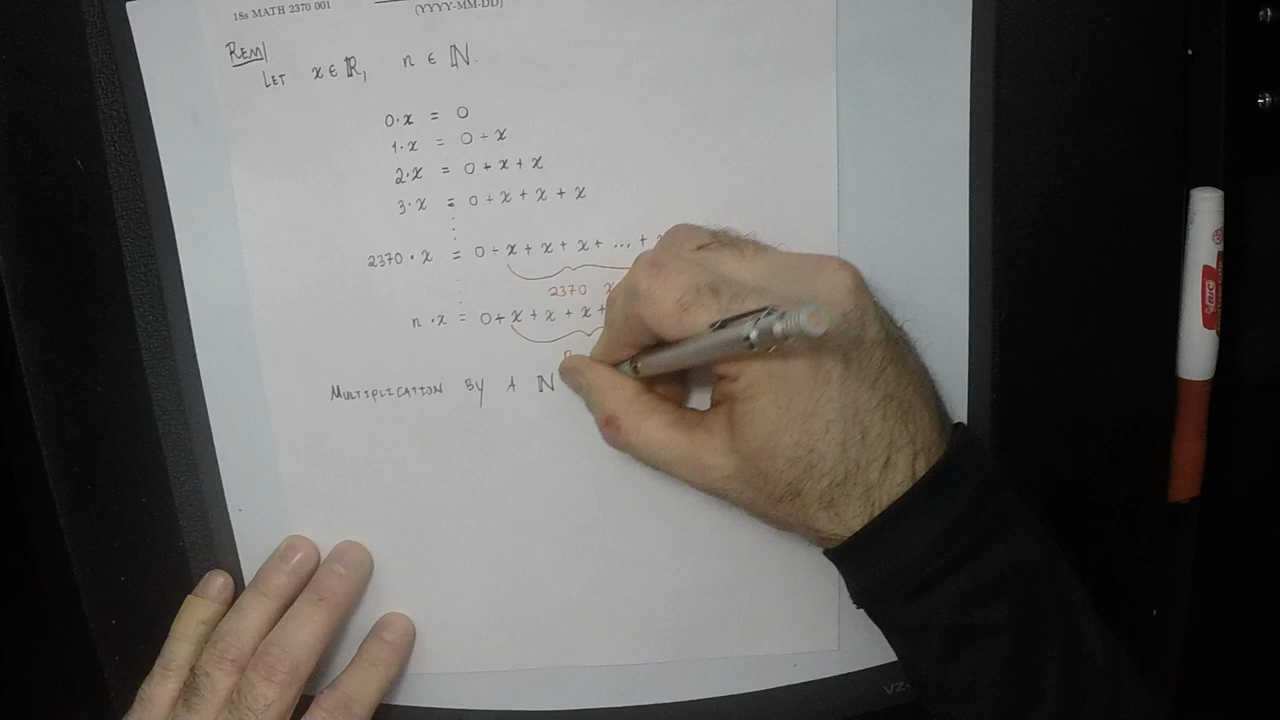 18s MATH 2370 001
(YYYY-MM-DD)
REM
LET x ∈ ℝ, n ∈ ℕ.
0·x = 0
1·x = 0 + x
2·x = 0 + x + x
3·x = 0 + x + x + x
⋮
2370·x = 0 + x + x + x + ... +
2370
⋮
n·x = 0 + x + x + x +
n
MULTIPLICATION BY A ℕ
BIC